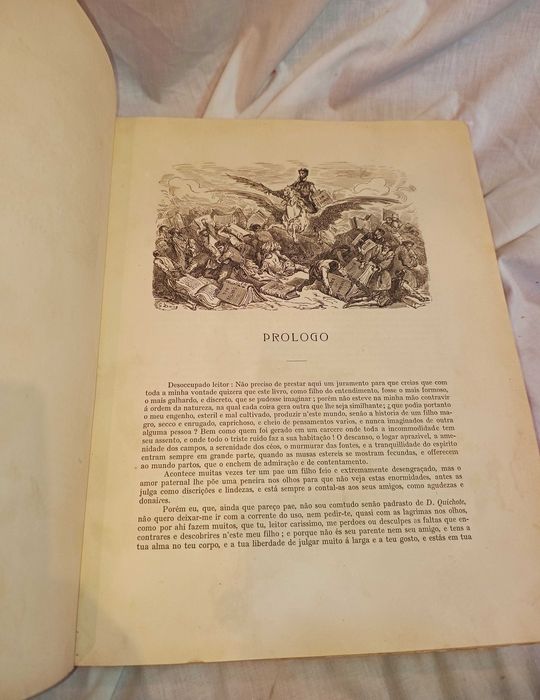 PROLOGO
Desoccupado leitor: Não preciso de prestar aqui um juramento para que creias que com
toda a minha vontade quizera que este livro, como filho do entendimento, fosse o mais formoso,
o mais galhardo, e discreto, que se pudesse imaginar; porém não esteve na minha mão contravir
á ordem da natureza, na qual cada coira gera outra que lhe seja similhante; ¿que podia portanto
o meu engenho, esteril e mal cultivado, produzir n'este mundo, senão a historia de um filho ma-
gro, secco e enrugado, caprichoso, e cheio de pensamentos varios, e nunca imaginados de outra
alguma pessoa? Bem como quem foi gerado em um carcere onde toda a incommodidade tem
seu assento, e onde todo o triste ruido faz a sua habitação! O descanso, o logar aprazivel, a ame-
nidade dos campos, a serenidade dos céos, o murmurar das fontes, e a tranquillidade do espirito
entram sempre em grande parte, quando as musas estereis se mostram fecundas, e offerecem
ao mundo partos, que o enchem de admiração e de contentamento.
Acontece muitas vezes ter um pae um filho feio e extremamente desengraçado, mas o
amor paternal lhe põe uma peneira nos olhos para que não veja estas enormidades, antes as
julga como discrições e lindezas, e está sempre a contal-as aos seus amigos, como agudezas e
donaires.
Porém eu, que, ainda que pareço pae, não sou comtudo senão padrasto de D. Quichote,
não quero deixar-me ir com a corrente do uso, nem pedir-te, quasi com as lagrimas nos olhos,
como por ahi fazem muitos, que tu, leitor carissimo, me perdoes ou desculpes as faltas que en-
contrares e descobrires n'este meu filho; e porque não és seu parente nem seu amigo, e tens a
tua alma no teu corpo, e a tua liberdade de julgar muito á larga e a teu gosto, e estás em tua